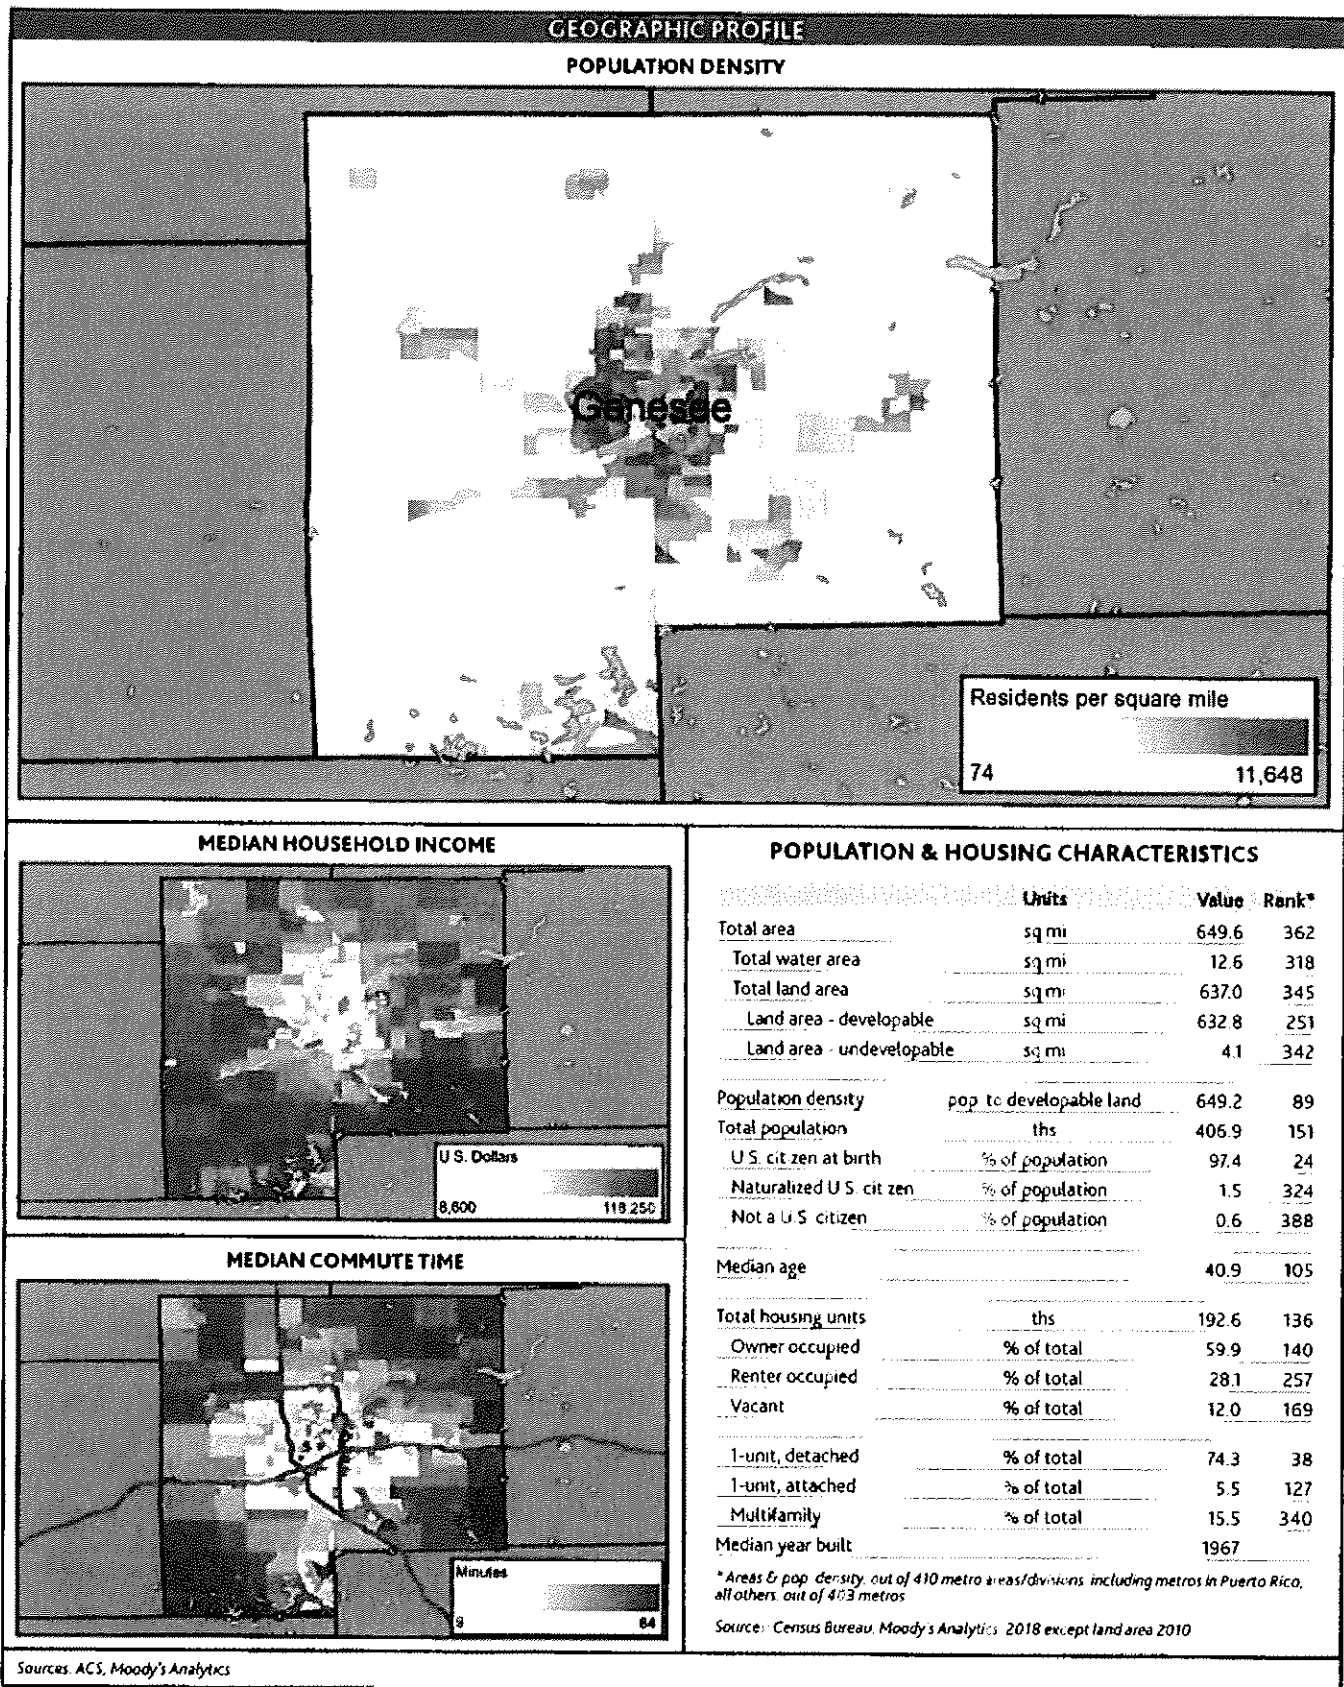 GEOGRAPHIC PROFILE
POPULATION DENSITY
Genesee
Residents per square mile
74 11,648
MEDIAN HOUSEHOLD INCOME
U.S. Dollars
8,600 118,250
MEDIAN COMMUTE TIME
Minutes
9 84
POPULATION & HOUSING CHARACTERISTICS
Units Value Rank*
Total area sq mi 649.6 362
Total water area sq mi 12.6 318
Total land area sq mi 637.0 345
Land area - developable sq mi 632.8 251
Land area - undevelopable sq mi 4.1 342
Population density pop. to developable land 649.2 89
Total population ths 406.9 151
U.S. citizen at birth % of population 97.4 24
Naturalized U.S. citizen % of population 1.5 324
Not a U.S. citizen % of population 0.6 388
Median age 40.9 105
Total housing units ths 192.6 136
Owner occupied % of total 59.9 140
Renter occupied % of total 28.1 257
Vacant % of total 12.0 169
1-unit, detached % of total 74.3 38
1-unit, attached % of total 5.5 127
Multifamily % of total 15.5 340
Median year built 1967
* Areas & pop. density, out of 410 metro areas/divisions, including metros in Puerto Rico,
all others, out of 403 metros
Sources: Census Bureau, Moody's Analytics, 2018 except land area 2010
Sources: ACS, Moody's Analytics